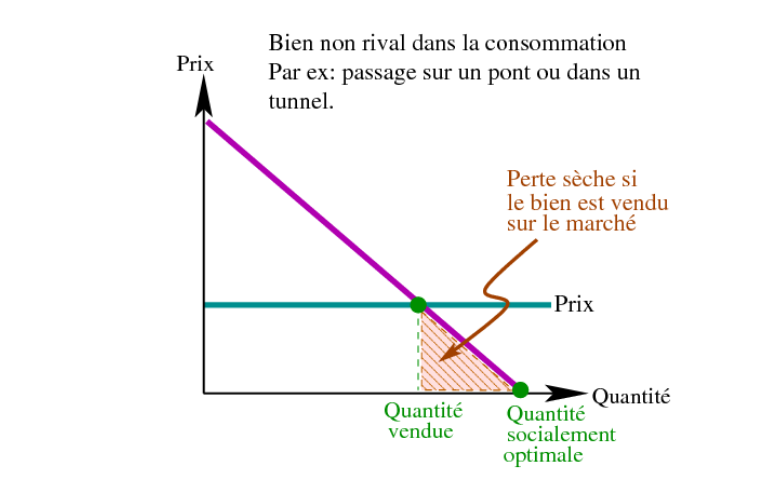 Bien non rival dans la consommation
Par ex: passage sur un pont ou dans un
tunnel.
Prix
Perte sèche si
le bien est vendu
sur le marché
Prix
Quantité
Quantité
vendue
Quantité
socialement
optimale